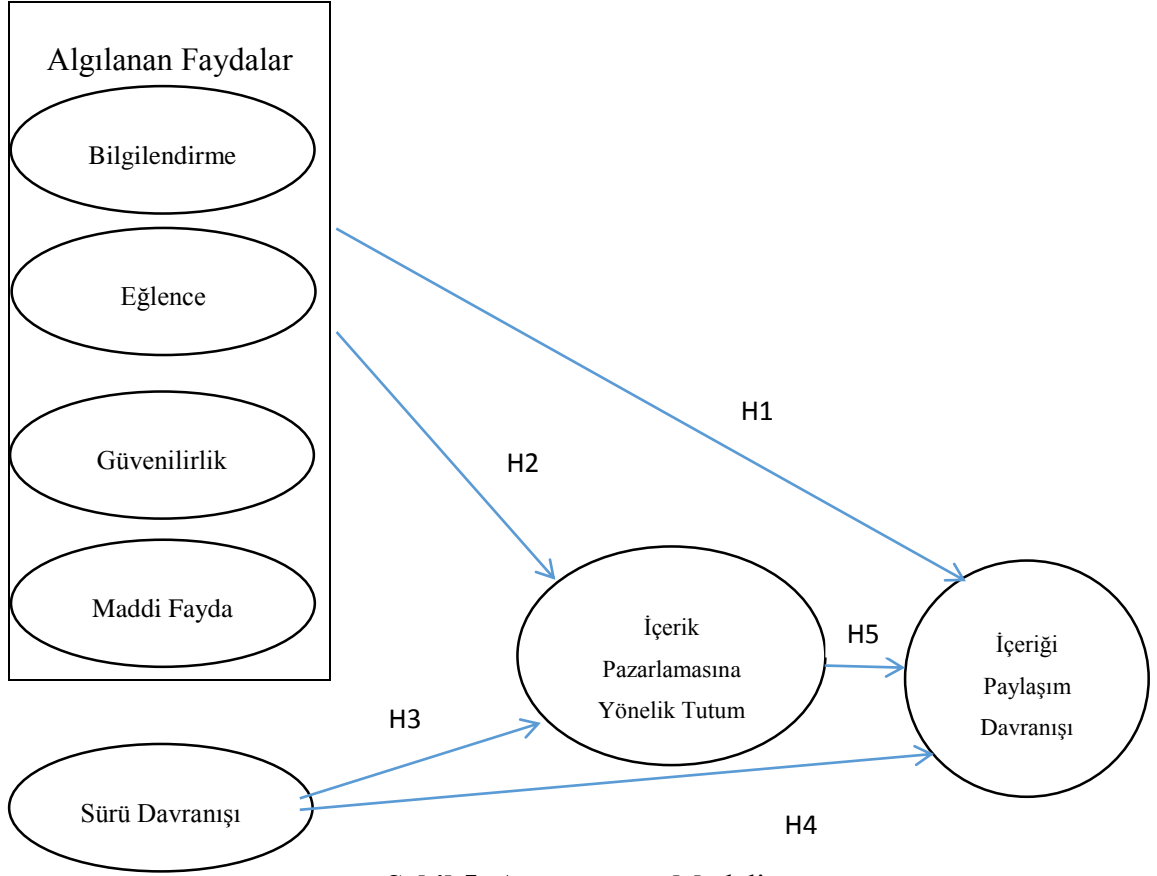 Algılanan Faydalar
Bilgilendirme
Eğlence
Güvenilirlik
Maddi Fayda
H1
H2
İçerik
Pazarlamasına
Yönelik Tutum
H5
İçeriği
Paylaşım
Davranışı
H3
Sürü Davranışı
H4